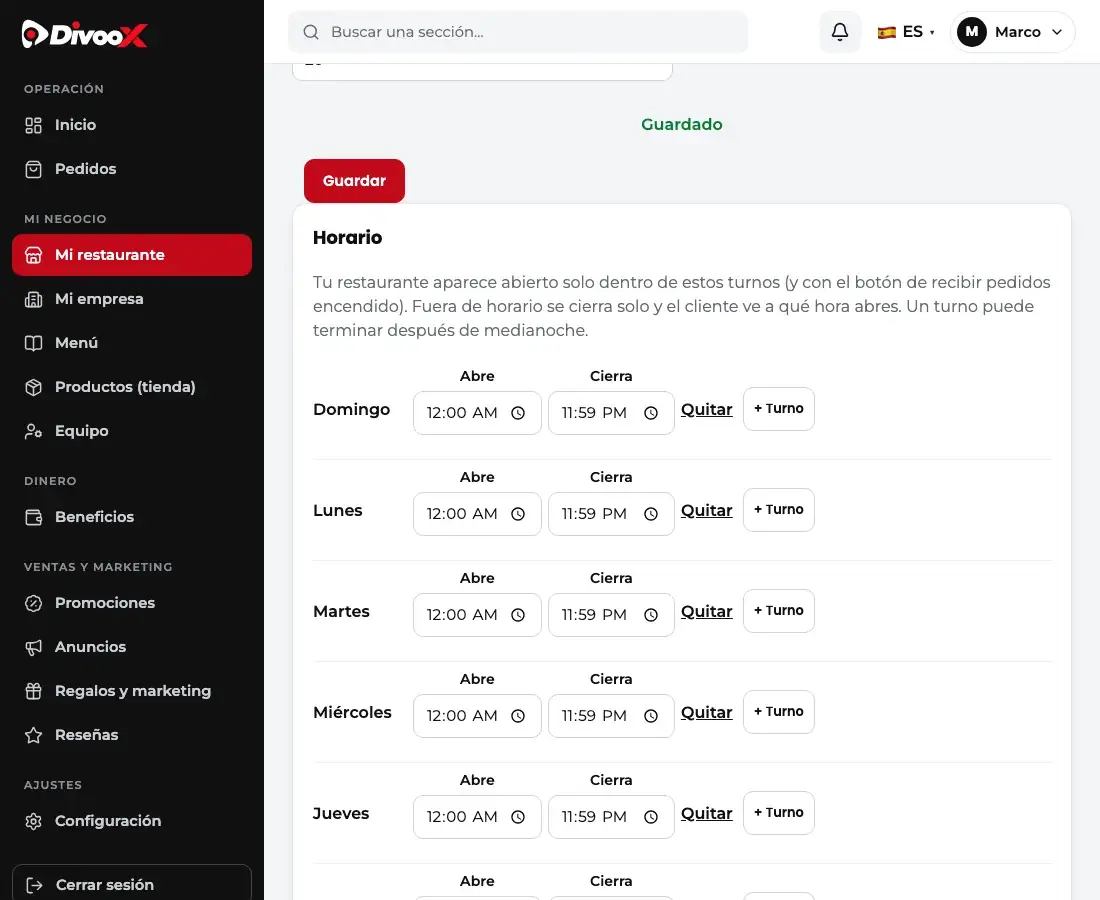 DivooX
Buscar una sección...
ES
M
Marco
OPERACIÓN
Inicio
Pedidos
MI NEGOCIO
Mi restaurante
Mi empresa
Menú
Productos (tienda)
Equipo
DINERO
Beneficios
VENTAS Y MARKETING
Promociones
Anuncios
Regalos y marketing
Reseñas
AJUSTES
Configuración
Cerrar sesión
Guardado
Guardar
Horario
Tu restaurante aparece abierto solo dentro de estos turnos (y con el botón de recibir pedidos
encendido). Fuera de horario se cierra solo y el cliente ve a qué hora abres. Un turno puede
terminar después de medianoche.
Abre Cierra
Domingo 12:00 AM 11:59 PM Quitar + Turno
Abre Cierra
Lunes 12:00 AM 11:59 PM Quitar + Turno
Abre Cierra
Martes 12:00 AM 11:59 PM Quitar + Turno
Abre Cierra
Miércoles 12:00 AM 11:59 PM Quitar + Turno
Abre Cierra
Jueves 12:00 AM 11:59 PM Quitar + Turno
Abre Cierra